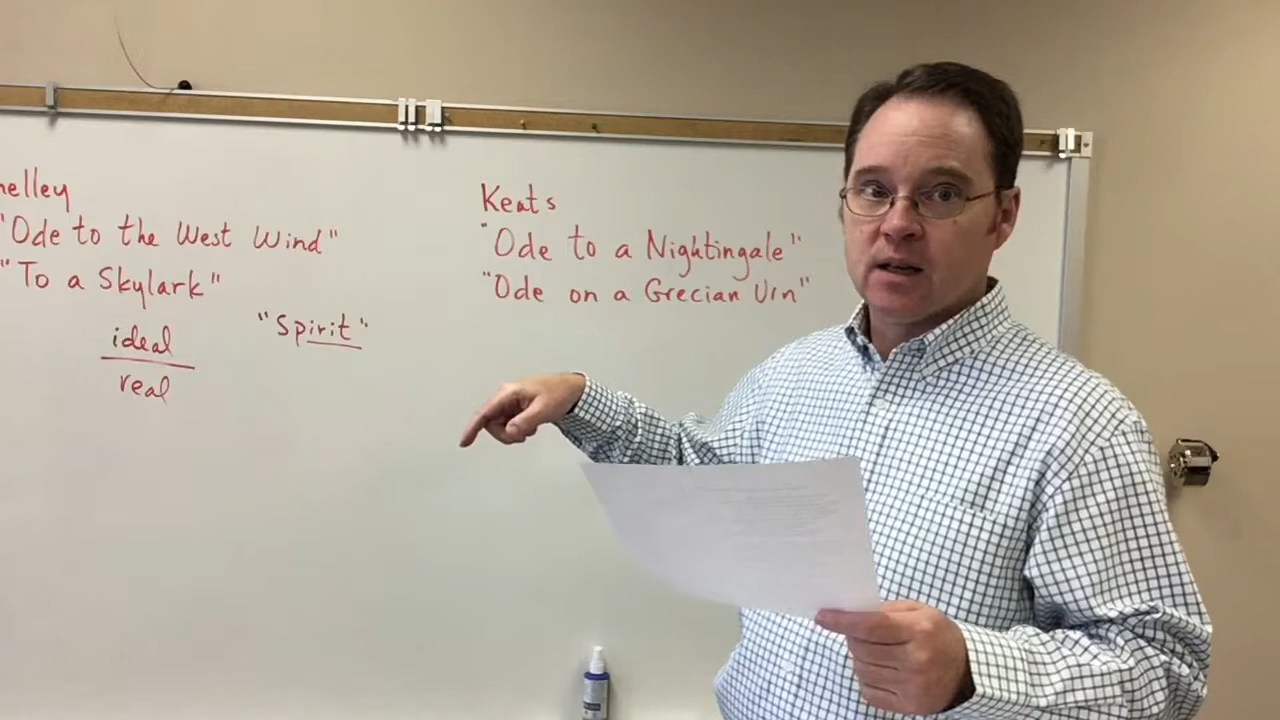 helley
"Ode to the West Wind"
"To a Skylark"
ideal
real
"Spirit"
Keats
"Ode to a Nightingale"
"Ode on a Grecian Urn"